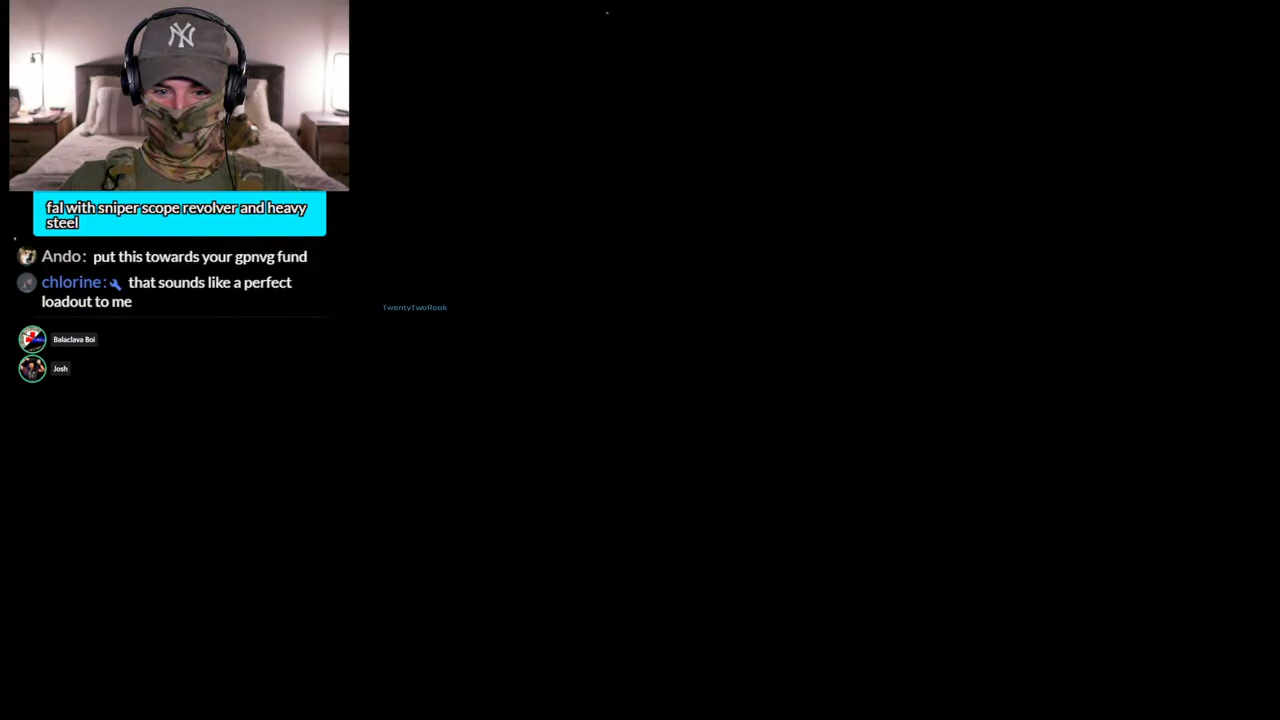 NY
fal with sniper scope revolver and heavy
steel
Ando: put this towards your gpnvg fund
chlorine: that sounds like a perfect
loadout to me
TwentyTwoRook
Balaclava Boi
Josh